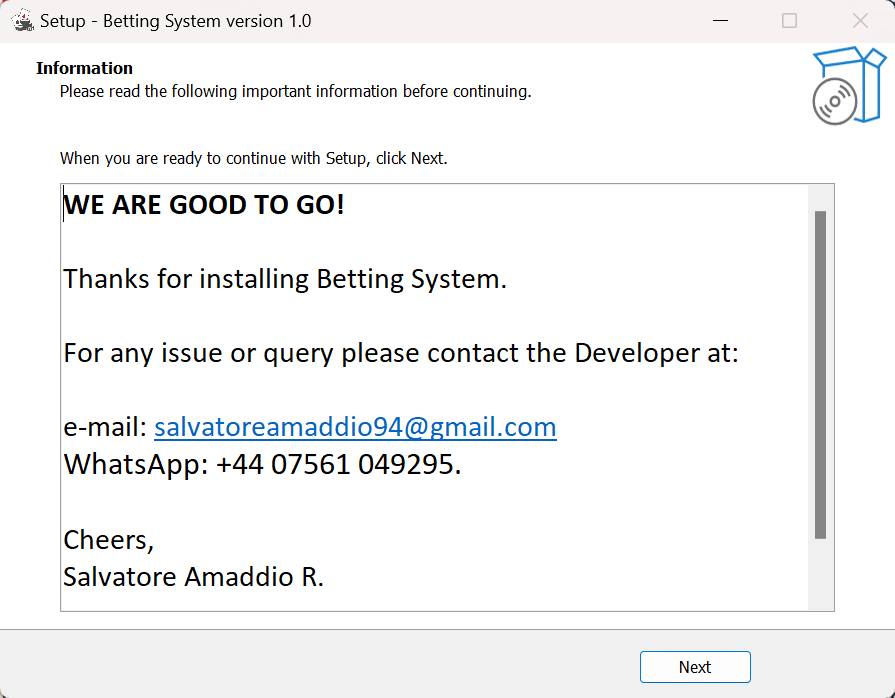 Setup - Betting System version 1.0
Information
Please read the following important information before continuing.
When you are ready to continue with Setup, click Next.
WE ARE GOOD TO GO!
Thanks for installing Betting System.
For any issue or query please contact the Developer at:
e-mail: salvatoreamaddio94@gmail.com
WhatsApp: +44 07561 049295.
Cheers,
Salvatore Amaddio R.
Next